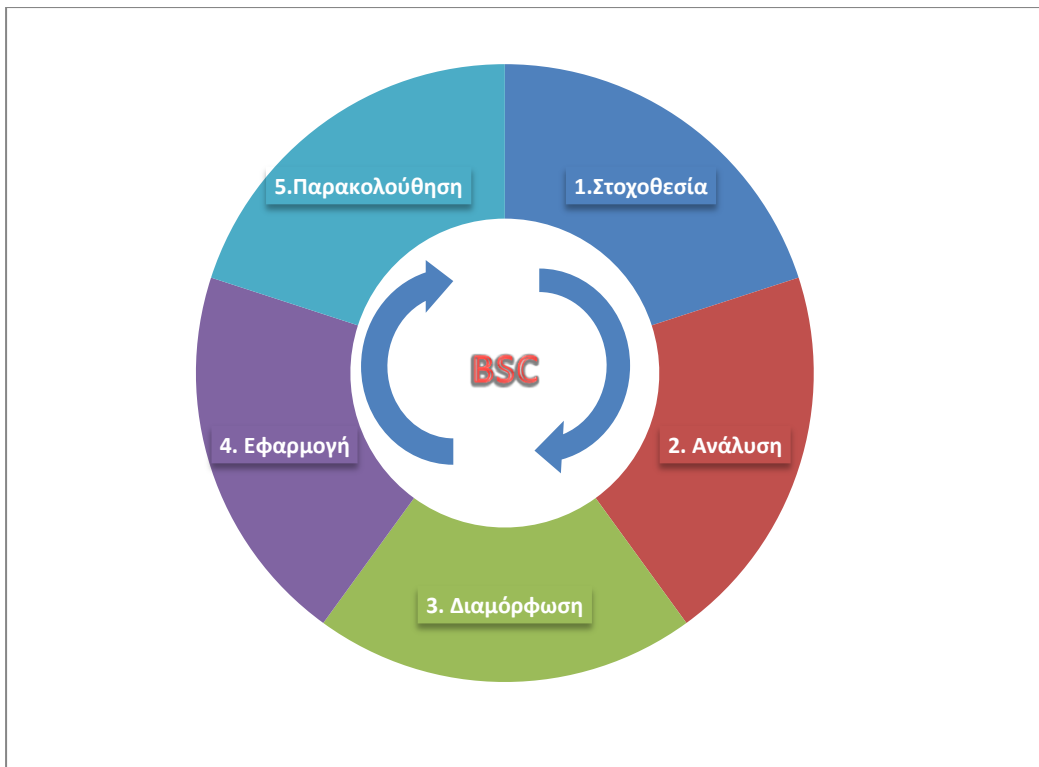 1.Στοχοθεσία
2. Ανάλυση
3. Διαμόρφωση
4. Εφαρμογή
5.Παρακολούθηση
BSC